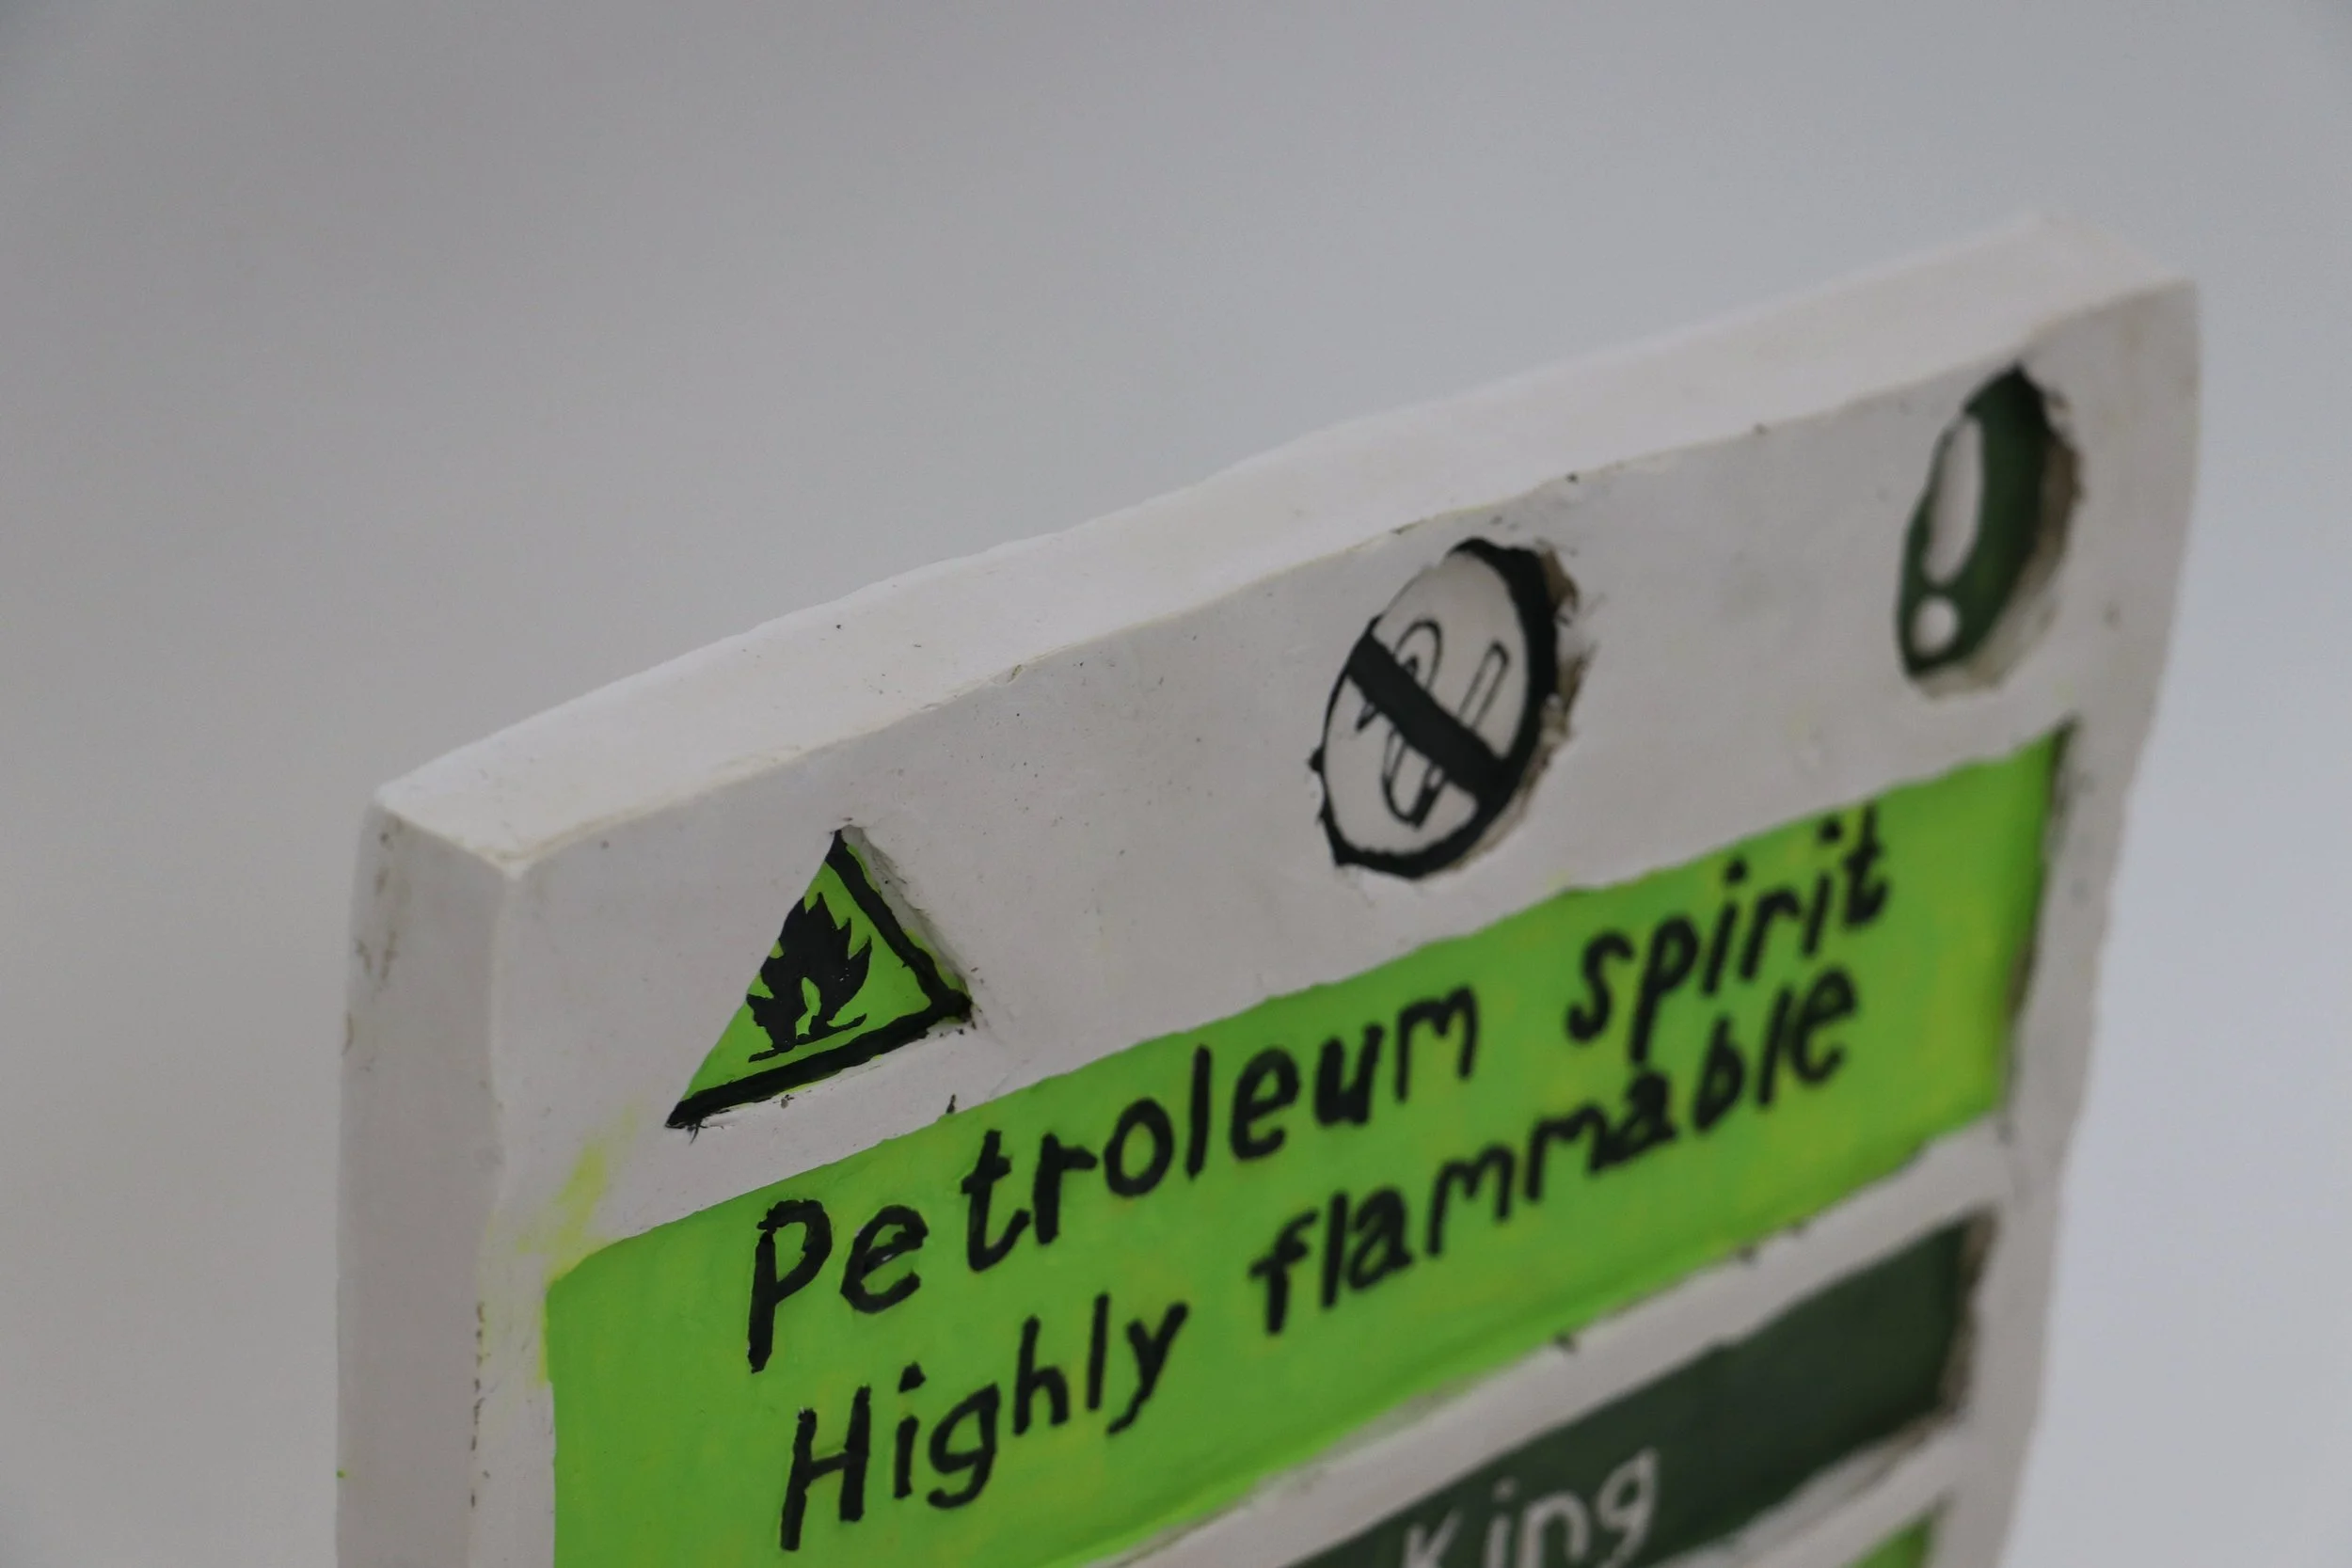 Petroleum spirit
Highly flammable
king